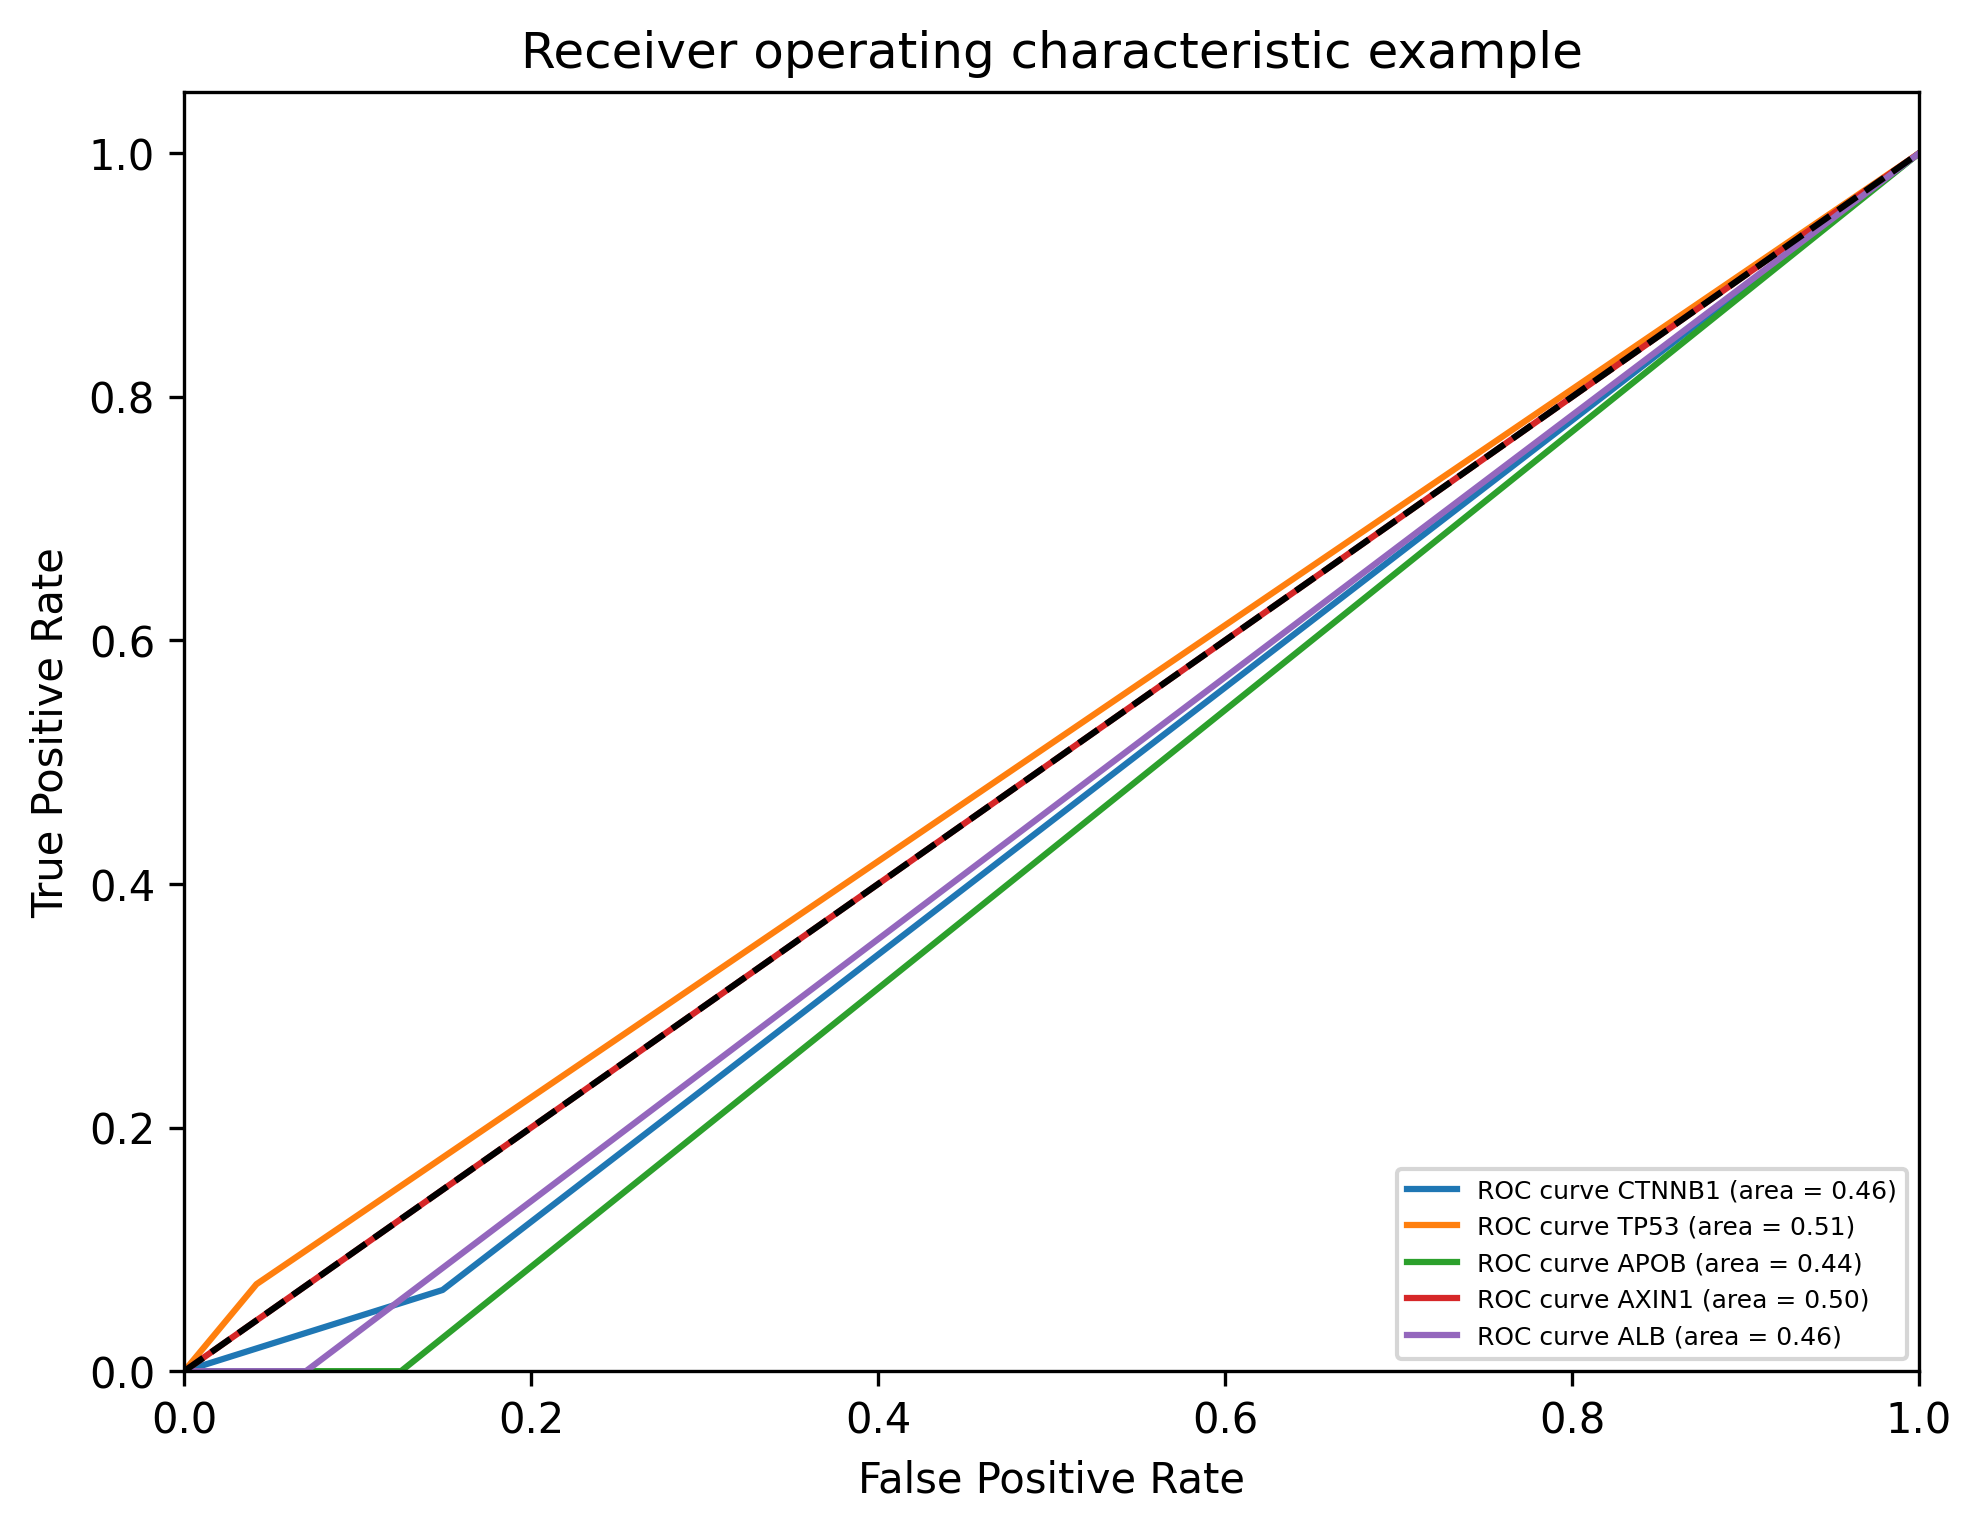 Receiver operating characteristic example
True Positive Rate
1.0
0.8
0.6
0.4
0.2
0.0
ROC curve CTNNB1 (area = 0.46)
ROC curve TP53 (area = 0.51)
ROC curve APOB (area = 0.44)
ROC curve AXIN1 (area = 0.50)
ROC curve ALB (area = 0.46)
0.0 0.2 0.4 0.6 0.8 1.0
False Positive Rate